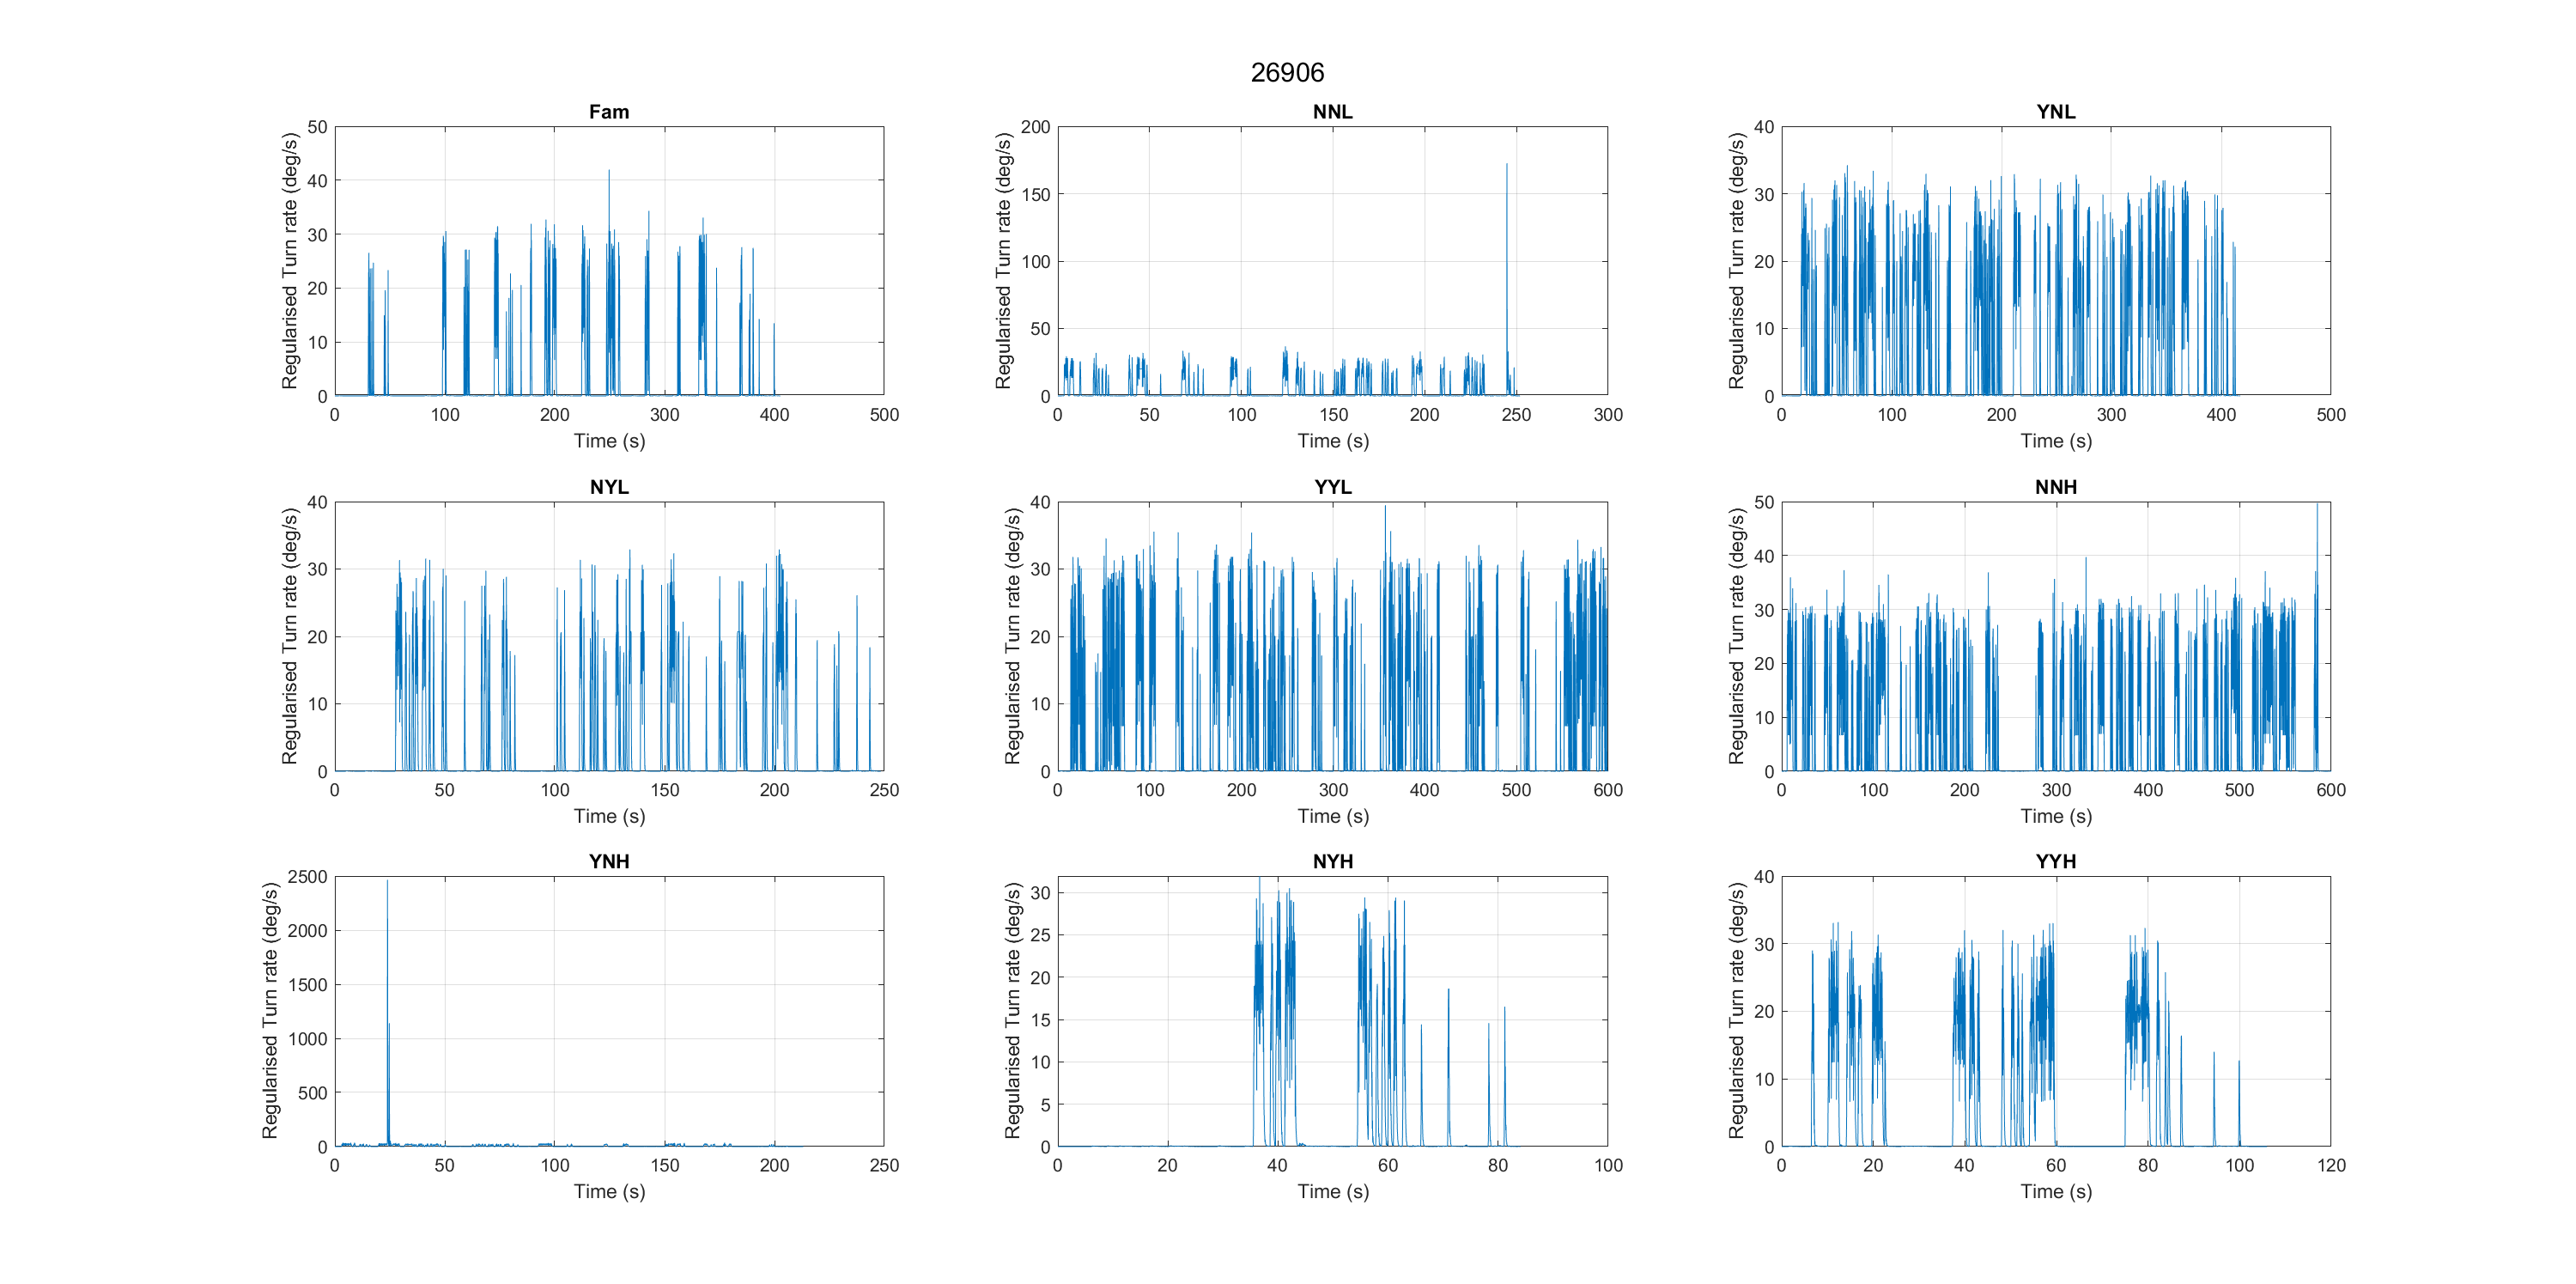 26906
Fam
50
40
30
20
10
0
0 100 200 300 400 500
Regularised Turn rate (deg/s)
Time (s)
NNL
200
150
100
50
0
0 50 100 150 200 250 300
Regularised Turn rate (deg/s)
Time (s)
YNL
40
30
20
10
0
0 100 200 300 400 500
Regularised Turn rate (deg/s)
Time (s)
NYL
40
30
20
10
0
0 50 100 150 200 250
Regularised Turn rate (deg/s)
Time (s)
YYL
40
30
20
10
0
0 100 200 300 400 500 600
Regularised Turn rate (deg/s)
Time (s)
NNH
50
40
30
20
10
0
0 100 200 300 400 500 600
Regularised Turn rate (deg/s)
Time (s)
YNH
2500
2000
1500
1000
500
0
0 50 100 150 200 250
Regularised Turn rate (deg/s)
Time (s)
NYH
30
25
20
15
10
5
0
0 20 40 60 80 100
Regularised Turn rate (deg/s)
Time (s)
YYH
40
30
20
10
0
0 20 40 60 80 100 120
Regularised Turn rate (deg/s)
Time (s)